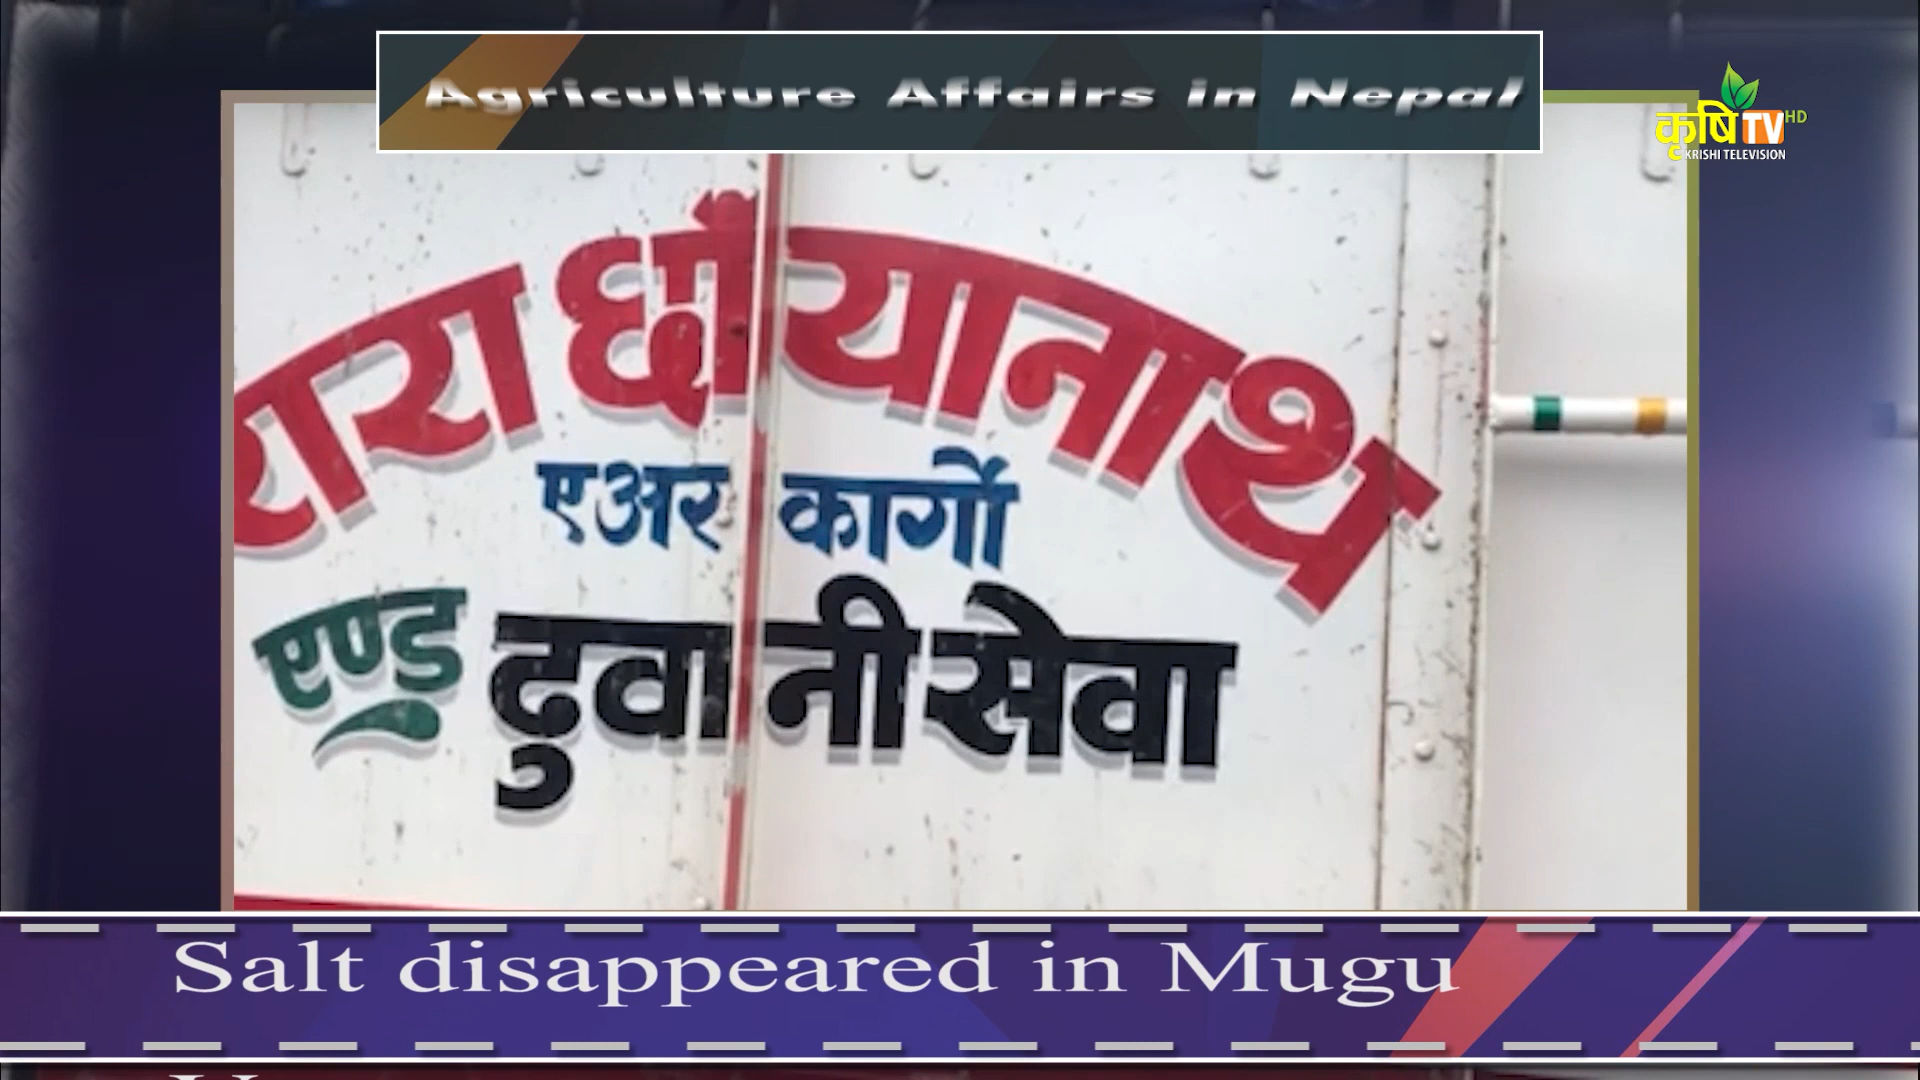 Agriculture Affairs in Nepal
कृषि TV HD
KRISHI TELEVISION
रारा छाँयानाथ
एअर कार्गो
एण्ड ढुवानी सेवा
Salt disappeared in Mugu